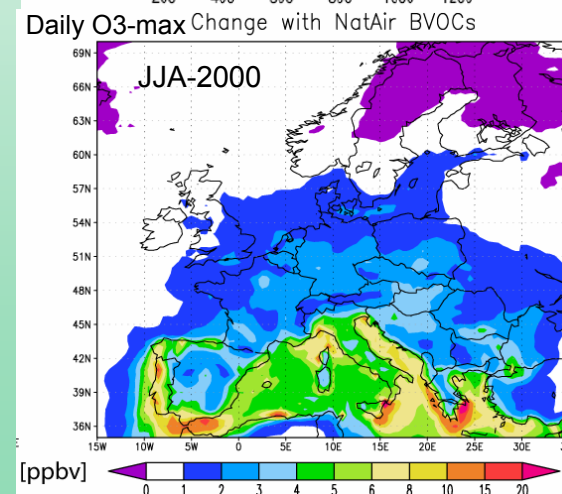 Daily O3-max Change with NatAir BVOCs
JJA-2000
69N
66N
63N
60N
57N
54N
51N
48N
45N
42N
39N
36N
15W 10W 5W 0 5E 10E 15E 20E 25E 30E
[ppbv]
0 1 2 3 4 5 6 8 10 15 20